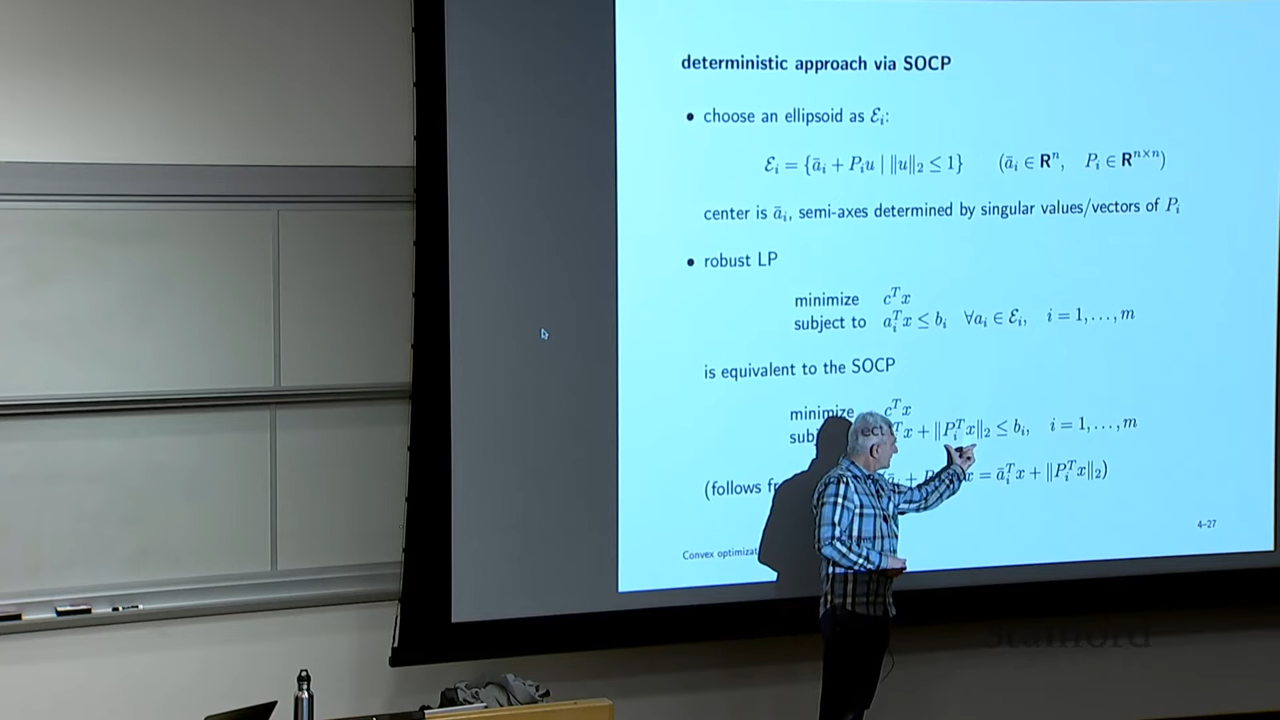 deterministic approach via SOCP
• choose an ellipsoid as ℰᵢ:
ℰᵢ = {āᵢ + Pᵢu | ‖u‖₂ ≤ 1} (āᵢ ∈ Rⁿ, Pᵢ ∈ Rⁿˣⁿ)
center is āᵢ, semi-axes determined by singular values/vectors of Pᵢ
• robust LP
minimize cᵀx
subject to aᵢᵀx ≤ bᵢ ∀aᵢ ∈ ℰᵢ, i = 1, . . . , m
is equivalent to the SOCP
minimize cᵀx
x + ‖Pᵢᵀx‖₂ ≤ bᵢ, i = 1, . . . , m
(follows = āᵢᵀx + ‖Pᵢᵀx‖₂)
4–27
Convex
Stanford